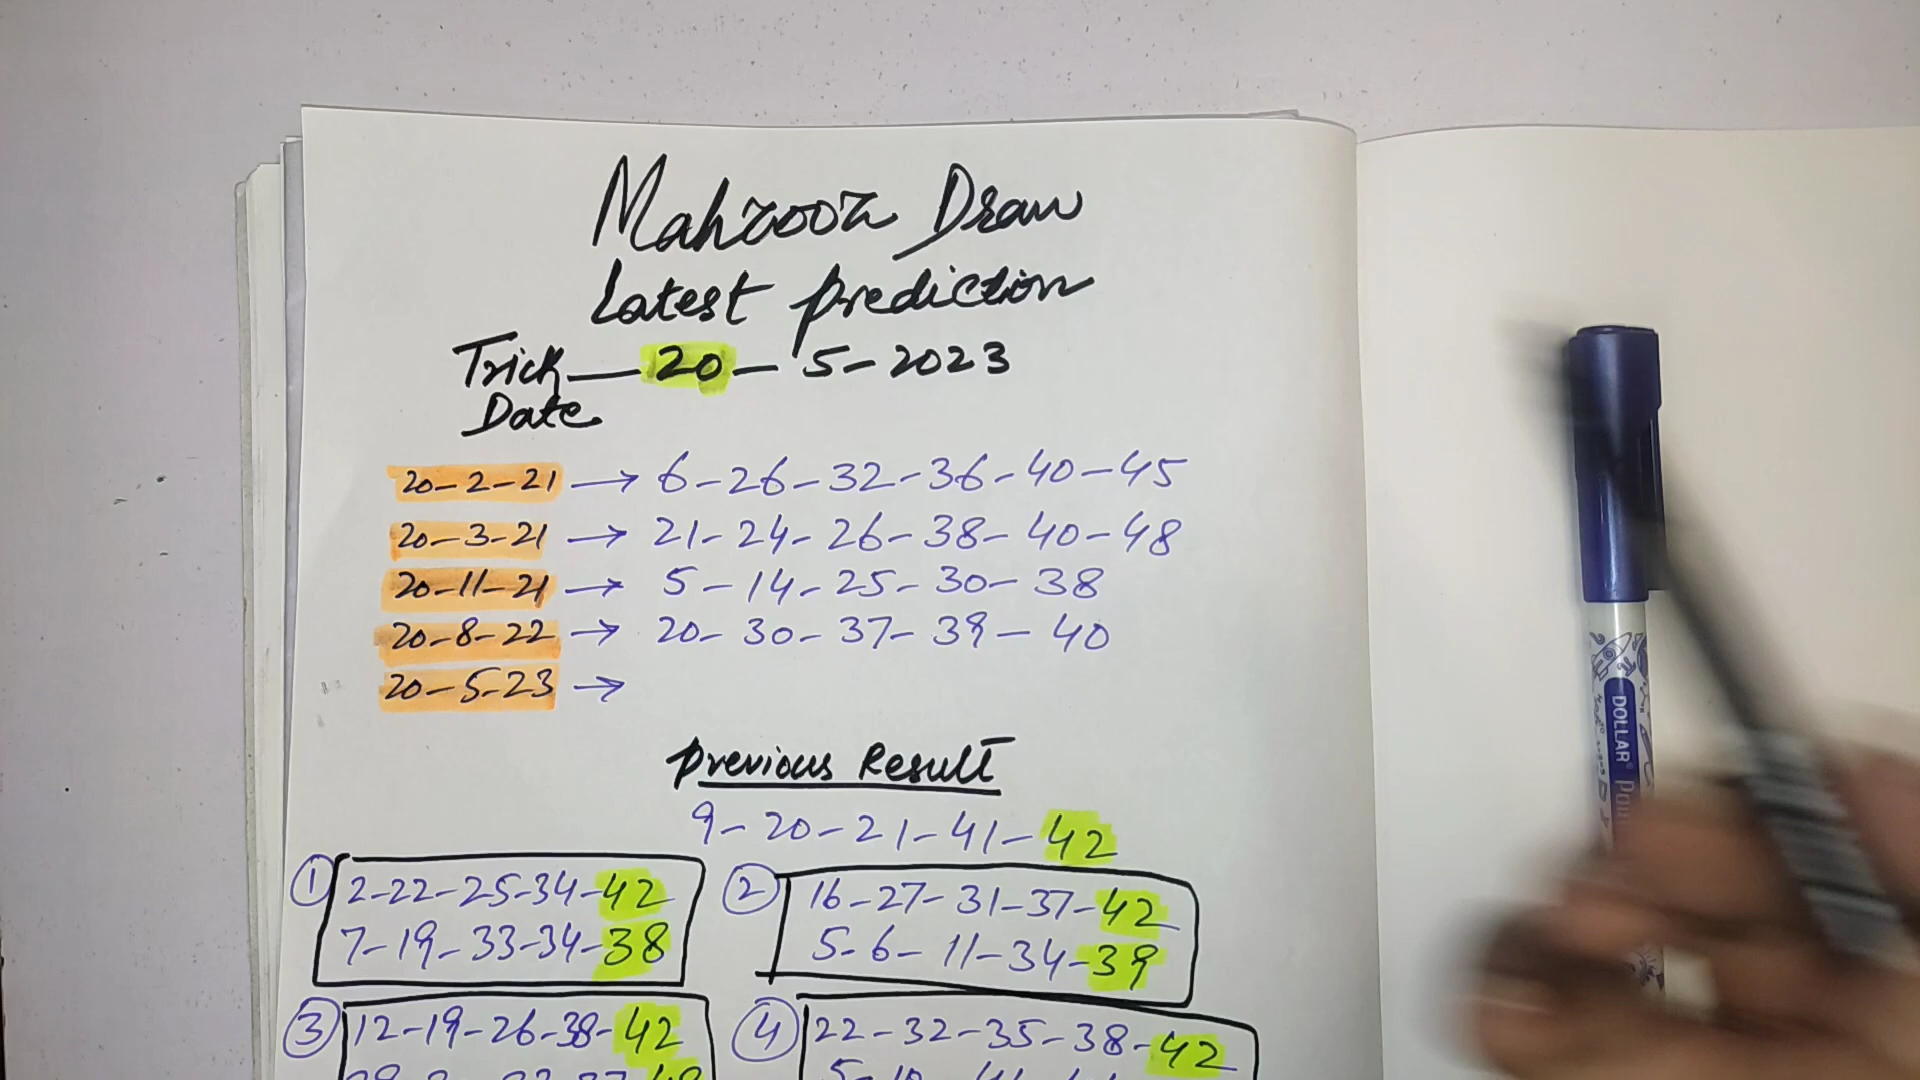 Mahzooz Draw
Latest prediction
Trick — 20 - 5 - 2023
Date
20-2-21 → 6-26-32-36-40-45
20-3-21 → 21-24-26-38-40-48
20-11-21 → 5-14-25-30-38
20-8-22 → 20-30-37-39-40
20-5-23 →
Previous Result
9-20-21-41-42
① 2-22-25-34-42
7-19-33-34-38
② 16-27-31-37-42
5-6-11-34-39
③ 12-19-26-38-42
④ 22-32-35-38-42
DOLLAR